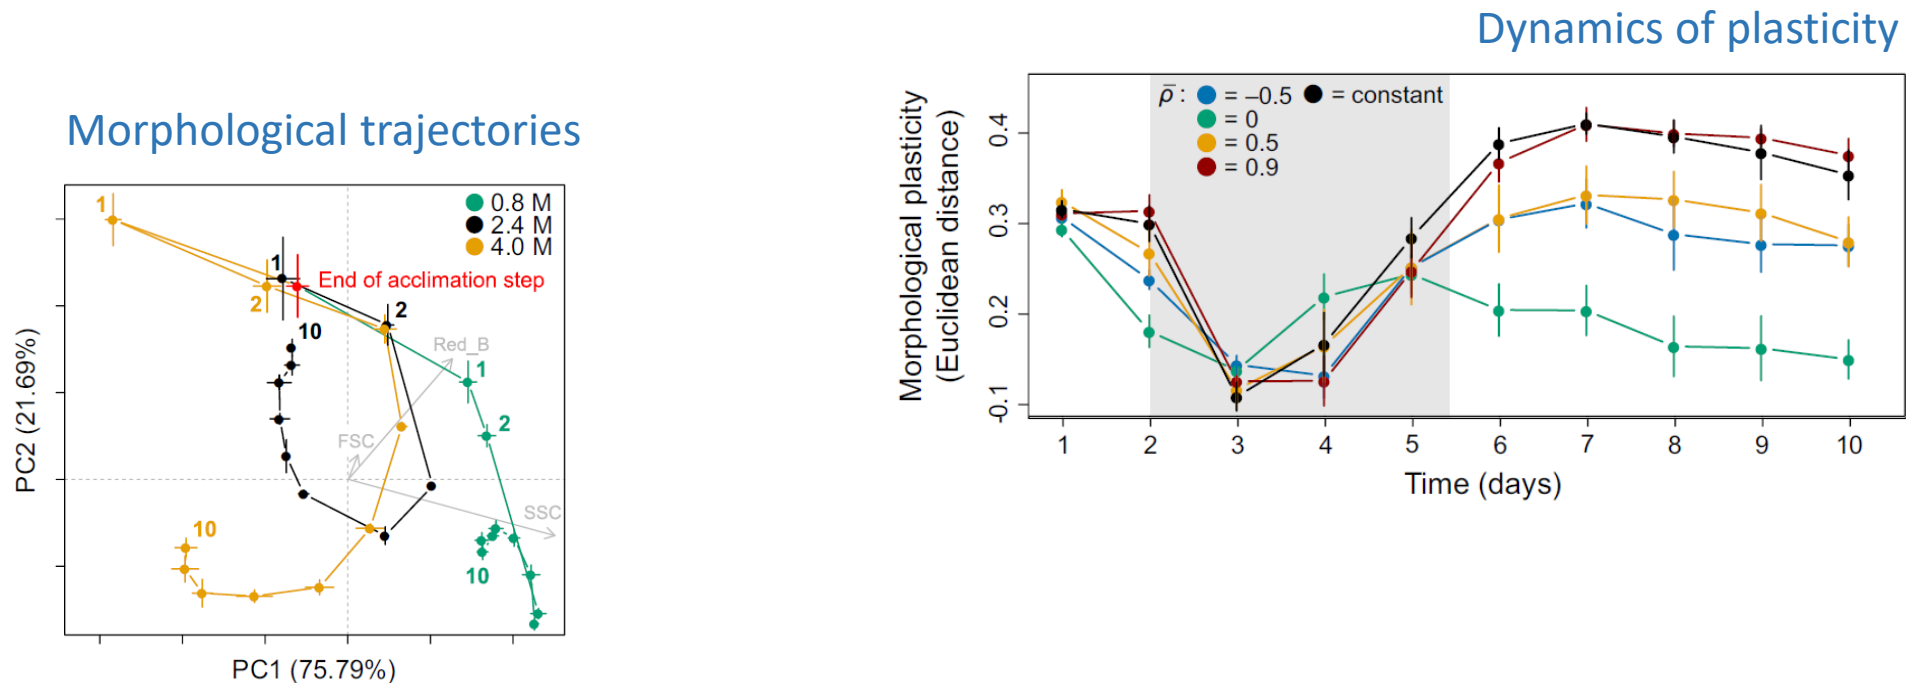 Dynamics of plasticity
Morphological trajectories
1
0.8 M
2.4 M
4.0 M
1
End of acclimation step
2
2
10
Red_B
1
FSC
2
SSC
10
10
PC2 (21.69%)
PC1 (75.79%)
ρ̅ :
= –0.5
= constant
= 0
= 0.5
= 0.9
Morphological plasticity
(Euclidean distance)
0.4
0.3
0.2
-0.1
1 2 3 4 5 6 7 8 9 10
Time (days)